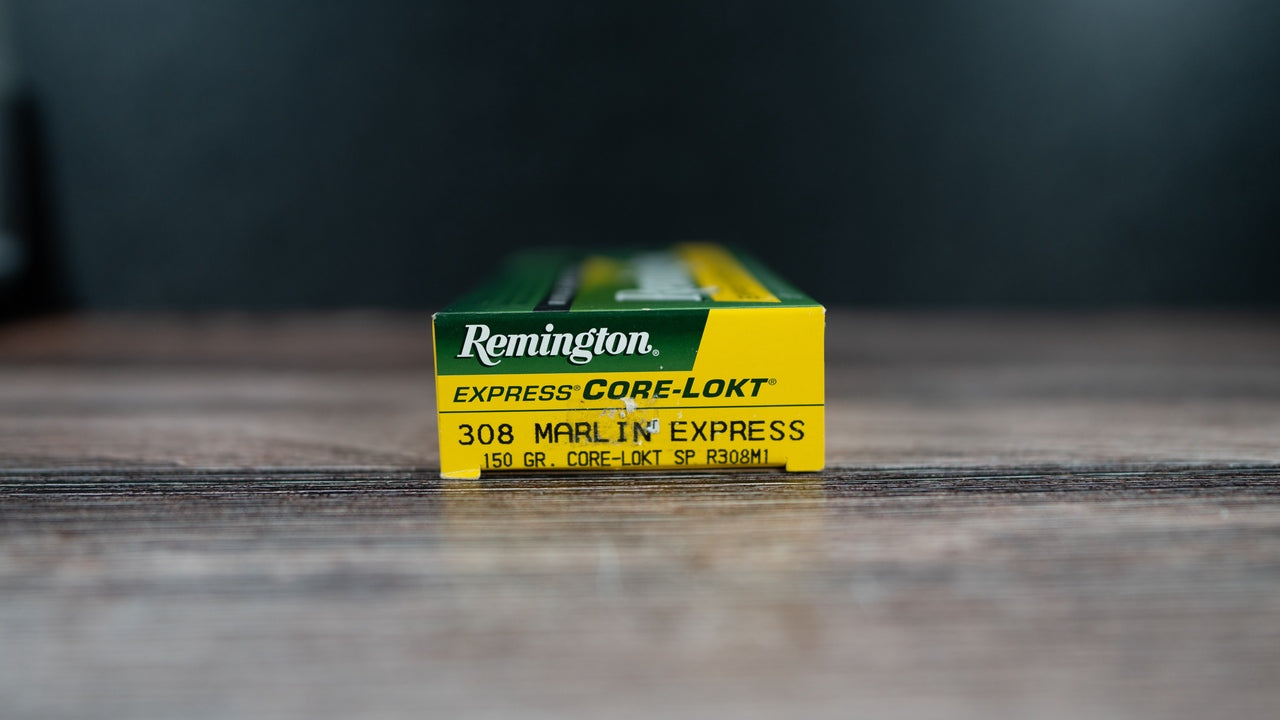 Remington®
EXPRESS® CORE-LOKT®
308 MARLIN EXPRESS
150 GR. CORE-LOKT SP R308M1